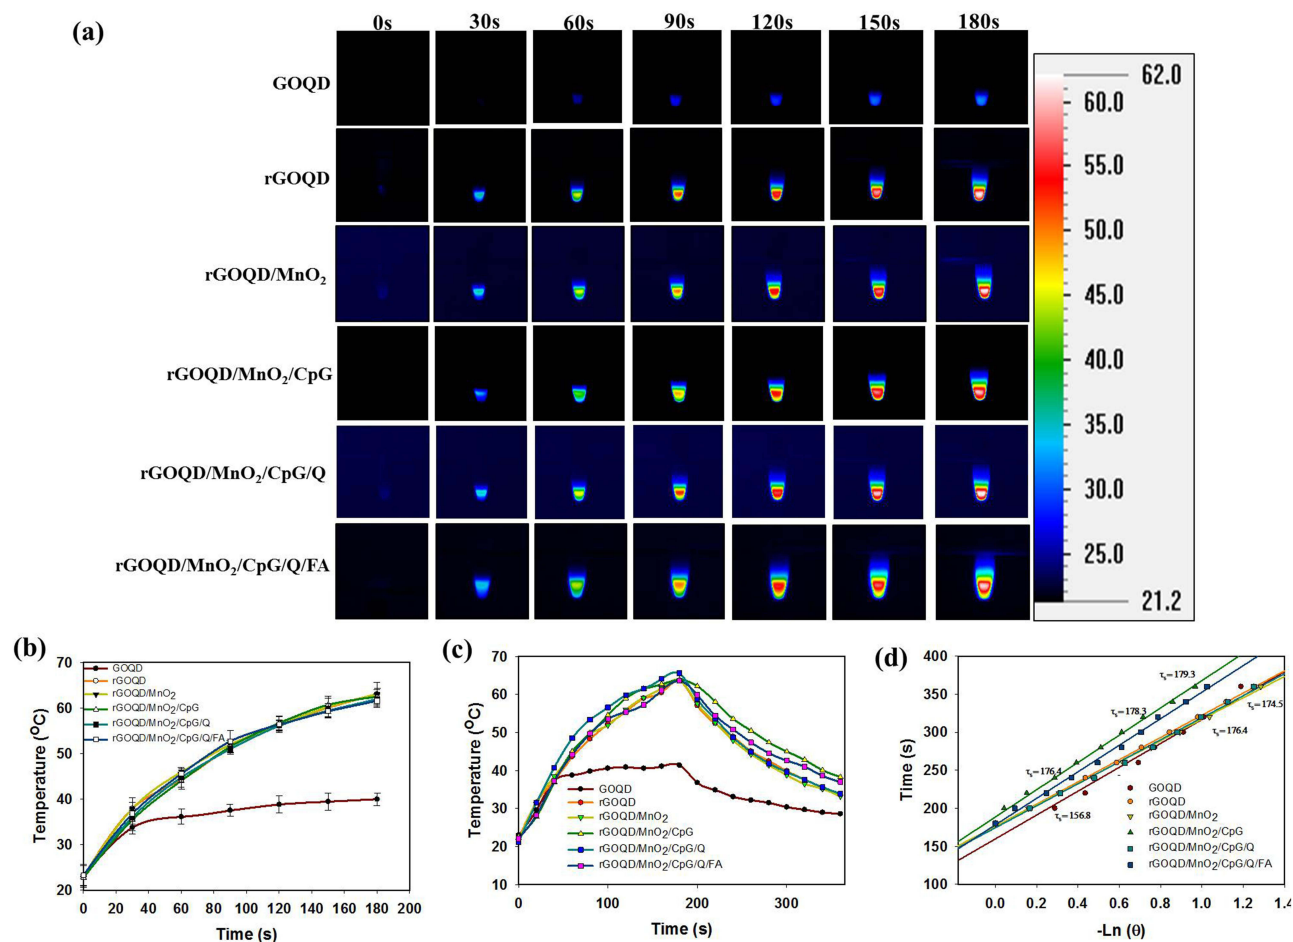 (a)
0s 30s 60s 90s 120s 150s 180s
GOQD
rGOQD
rGOQD/MnO₂
rGOQD/MnO₂/CpG
rGOQD/MnO₂/CpG/Q
rGOQD/MnO₂/CpG/Q/FA
62.0
60.0
55.0
50.0
45.0
40.0
35.0
30.0
25.0
21.2
(b)
Temperature (°C)
70
60
50
40
30
20
GOQD
rGOQD
rGOQD/MnO₂
rGOQD/MnO₂/CpG
rGOQD/MnO₂/CpG/Q
rGOQD/MnO₂/CpG/Q/FA
0 20 40 60 80 100 120 140 160 180 200
Time (s)
(c)
Temperature (°C)
70
60
50
40
30
20
10
GOQD
rGOQD
rGOQD/MnO₂
rGOQD/MnO₂/CpG
rGOQD/MnO₂/CpG/Q
rGOQD/MnO₂/CpG/Q/FA
0 100 200 300
Time (s)
(d)
Time (s)
400
350
300
250
200
150
100
τₛ=179.3
τₛ=178.3
τₛ=174.5
τₛ=176.4
τₛ=176.4
τₛ=156.8
GOQD
rGOQD
rGOQD/MnO₂
rGOQD/MnO₂/CpG
rGOQD/MnO₂/CpG/Q
rGOQD/MnO₂/CpG/Q/FA
0.0 0.2 0.4 0.6 0.8 1.0 1.2 1.4
-Ln (θ)